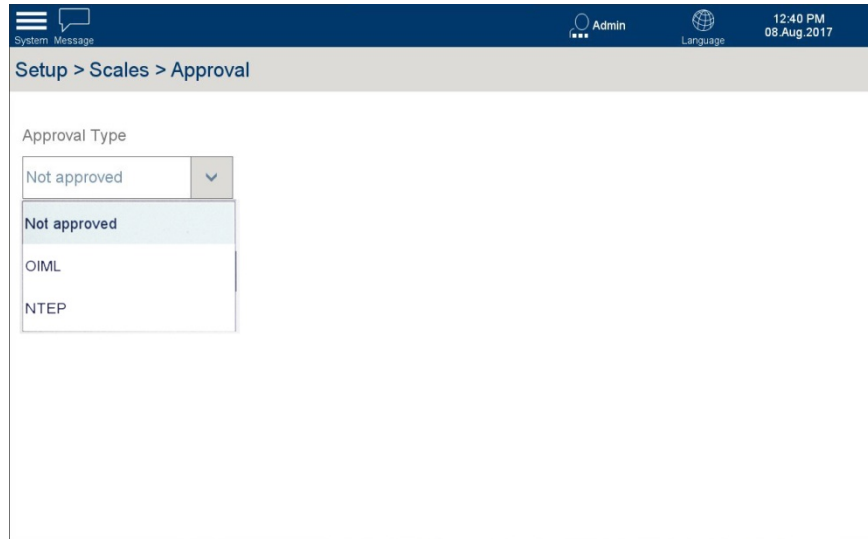 Admin
12:40 PM
System Message
Language
08.Aug.2017
Setup > Scales > Approval
Approval Type
Not approved
Not approved
OIML
NTEP